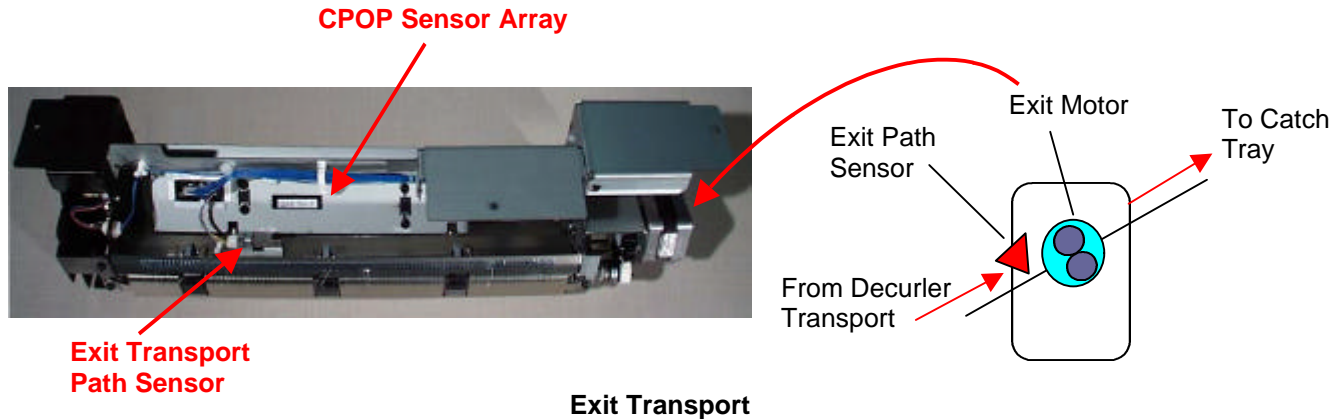 CPOP Sensor Array
Exit Motor
To Catch
Tray
Exit Path
Sensor
From Decurler
Transport
Exit Transport
Path Sensor
Exit Transport